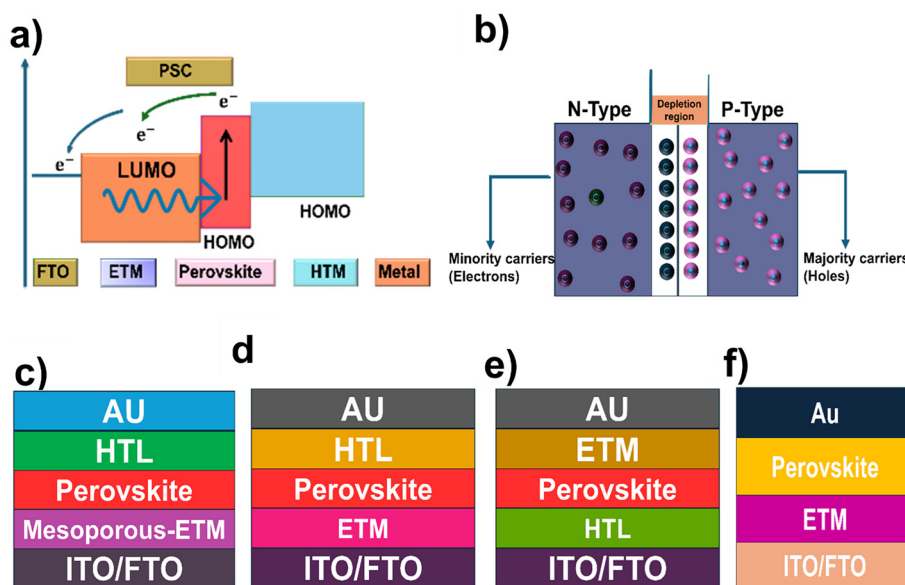 a)
PSC
e⁻
e⁻
e⁻
LUMO
HOMO
HOMO
FTO
ETM
Perovskite
HTM
Metal
b)
N-Type
Depletion
region
P-Type
Minority carriers
(Electrons)
Majority carriers
(Holes)
c)
AU
HTL
Perovskite
Mesoporous-ETM
ITO/FTO
d
AU
HTL
Perovskite
ETM
ITO/FTO
e)
AU
ETM
Perovskite
HTL
ITO/FTO
f)
Au
Perovskite
ETM
ITO/FTO